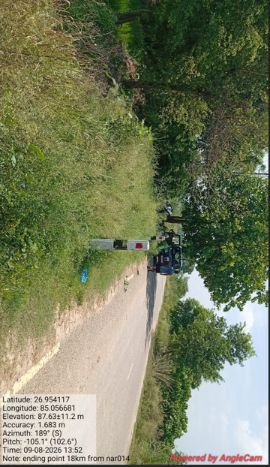 Latitude: 26.954117
Longitude: 85.056681
Elevation: 87.63±11.2 m
Accuracy: 1.683 m
Azimuth: 189° (S)
Pitch: -105.1° (102.6°)
Time: 09-08-2026 13:52
Note: ending point 18km from nar014
Powered by AngleCam